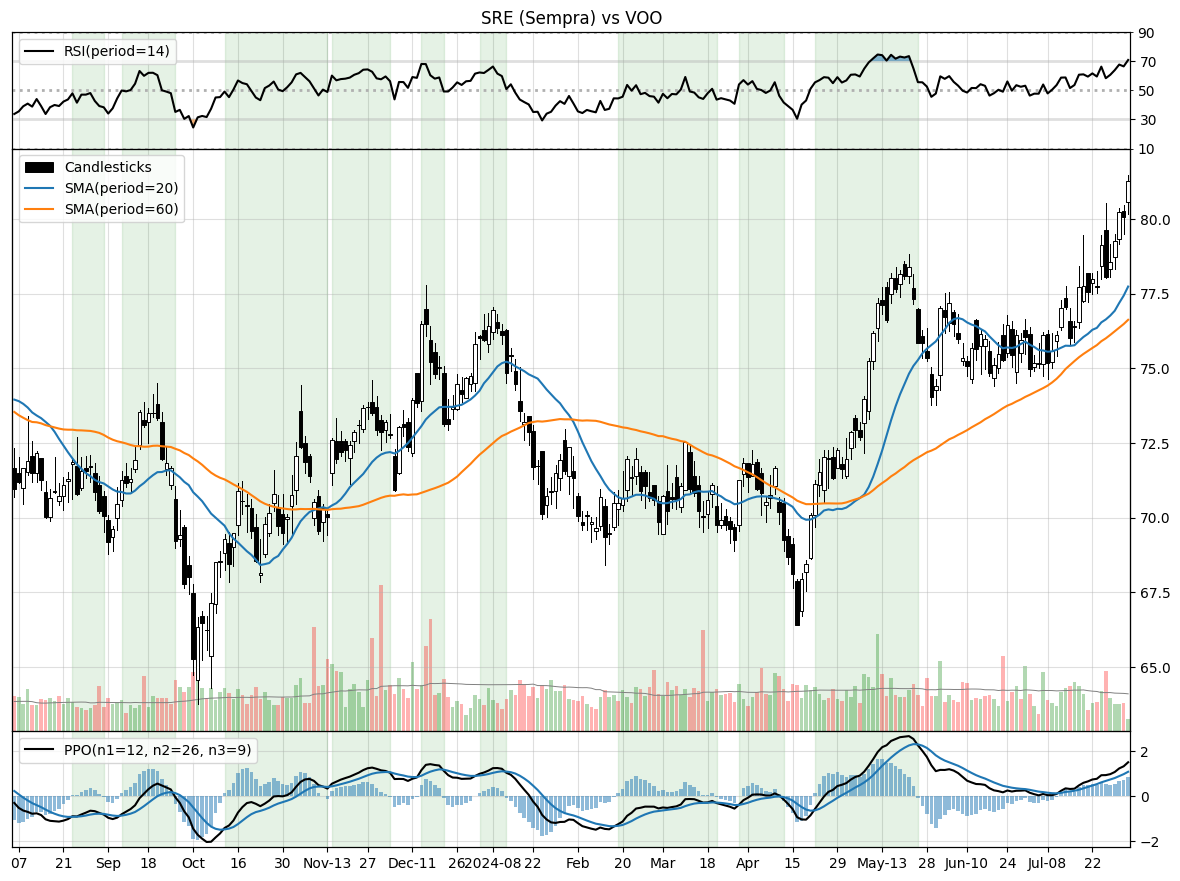 SRE (Sempra) vs VOO
RSI(period=14)
90
70
50
30
10
Candlesticks
SMA(period=20)
SMA(period=60)
80.0
77.5
75.0
72.5
70.0
67.5
65.0
PPO(n1=12, n2=26, n3=9)
2
0
−2
07 21 Sep 18 Oct 16 30 Nov-13 27 Dec-11 26 2024-08 22 Feb 20 Mar 18 Apr 15 29 May-13 28 Jun-10 24 Jul-08 22